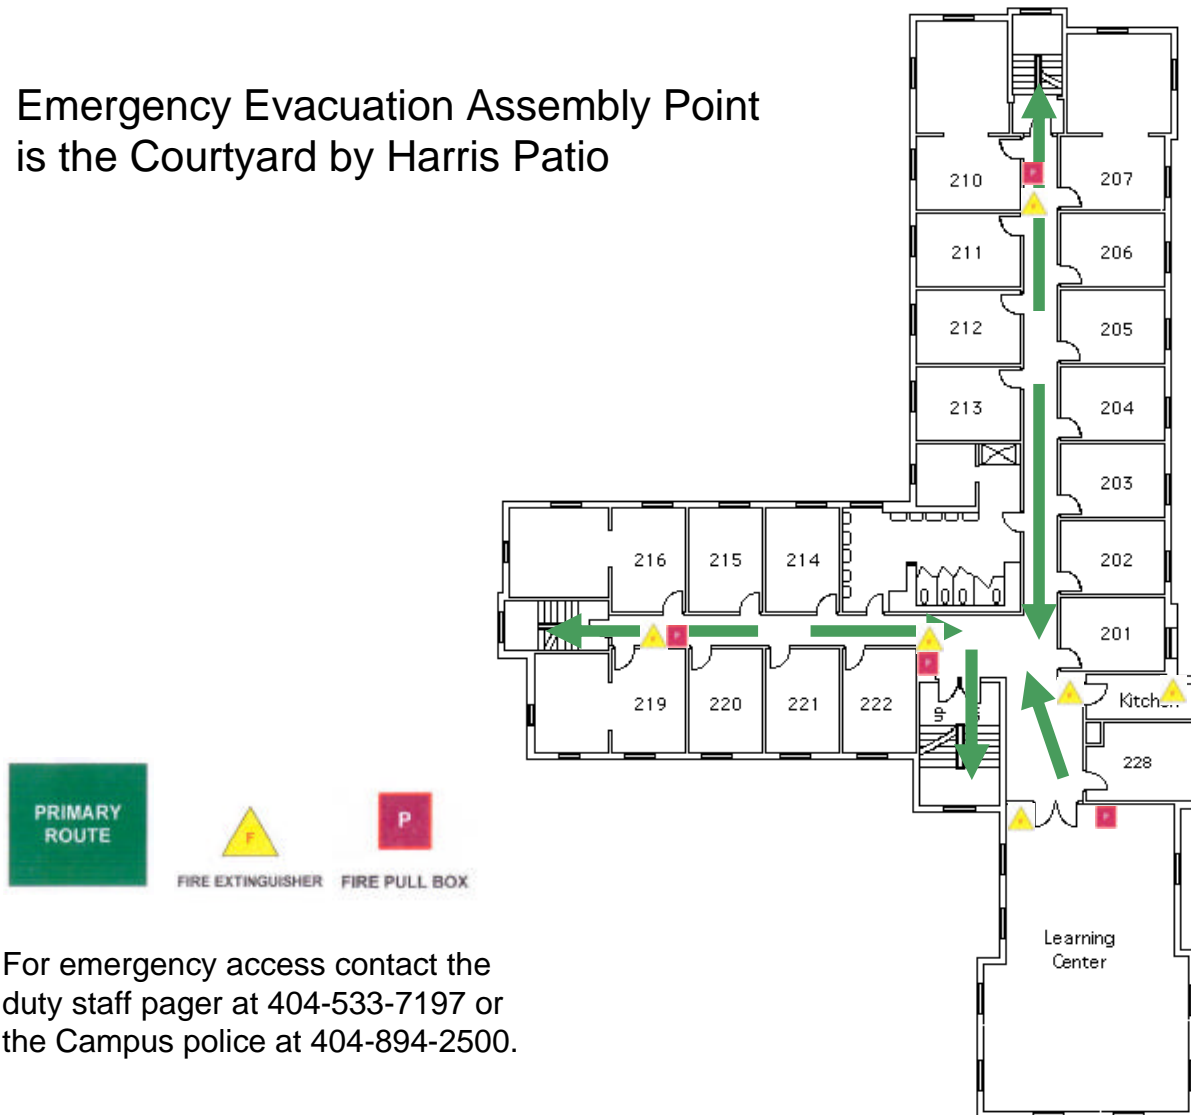 Emergency Evacuation Assembly Point
is the Courtyard by Harris Patio
210
207
211
206
212
205
213
204
203
216
215
214
202
201
219
220
221
222
up
Kitchen
228
PRIMARY
ROUTE
F
P
FIRE EXTINGUISHER
FIRE PULL BOX
Learning
Center
For emergency access contact the
duty staff pager at 404-533-7197 or
the Campus police at 404-894-2500.